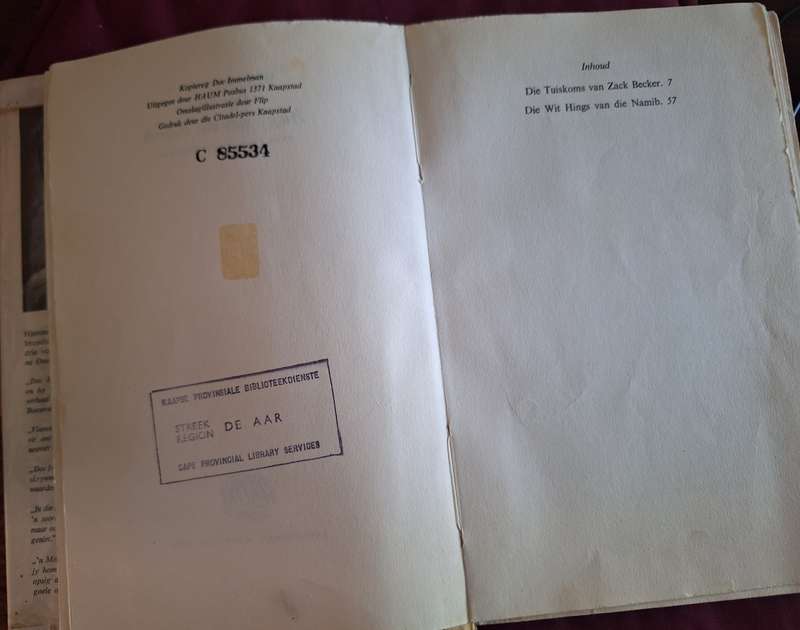 Kopiereg Doc Immelman
Uitgegee deur HAUM Posbus 1371 Kaapstad
Omslagillustrasie deur Flip
Gedruk deur die Citadel-pers Kaapstad
C 85534
KAAPSE PROVINSIALE BIBLIOTEEKDIENSTE
STREEK
REGION DE AAR
CAPE PROVINCIAL LIBRARY SERVICES
Inhoud
Die Tuiskoms van Zack Becker. 7
Die Wit Hings van die Namib. 57